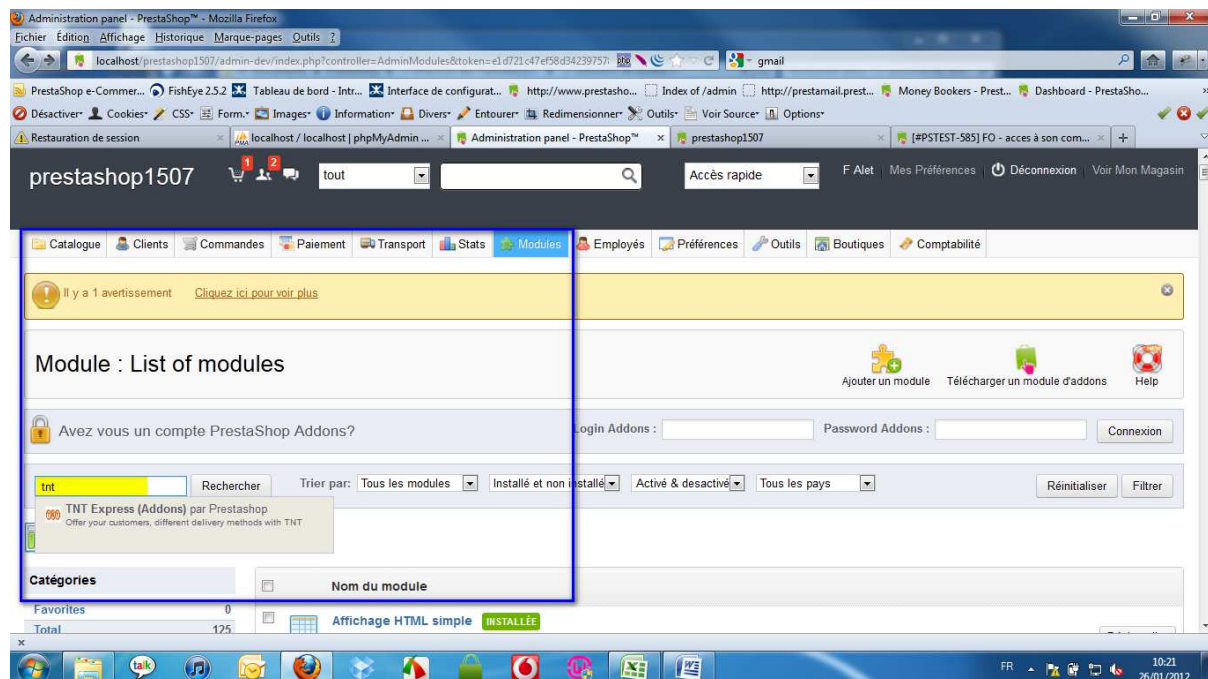 Administration panel - PrestaShop™ - Mozilla Firefox
Fichier Édition Affichage Historique Marque-pages Outils ?
localhost/prestashop1507/admin-dev/index.php?controller=AdminModules&token=e1d721c47ef58d34239757 php gmail
PrestaShop e-Commer... FishEye 2.5.2 Tableau de bord - Intr... Interface de configurat... http://www.prestasho... Index of /admin http://prestamail.prest... Money Bookers - Prest... Dashboard - PrestaSho...
Désactiver Cookies CSS Form. Images Information Divers Entourer Redimensionner Outils Voir Source Options
Restauration de session localhost / localhost | phpMyAdmin ... Administration panel - PrestaShop™ prestashop1507 [#PSTEST-585] FO - acces à son com...
prestashop1507 1 2 tout Accès rapide F Alet Mes Préférences Déconnexion Voir Mon Magasin
Catalogue Clients Commandes Paiement Transport Stats Modules Employés Préférences Outils Boutiques Comptabilité
Il y a 1 avertissement Cliquez ici pour voir plus
Module : List of modules
Ajouter un module Télécharger un module d'addons Help
Avez vous un compte PrestaShop Addons? Login Addons : Password Addons : Connexion
tnt Rechercher Trier par: Tous les modules Installé et non installé Activé & desactivé Tous les pays Réinitialiser Filtrer
TNT Express (Addons) par Prestashop
Offer your customers, different delivery methods with TNT
Catégories Nom du module
Favorites 0
Affichage HTML simple INSTALLÉE
Total 125
talk
FR 10:21
26/01/2012